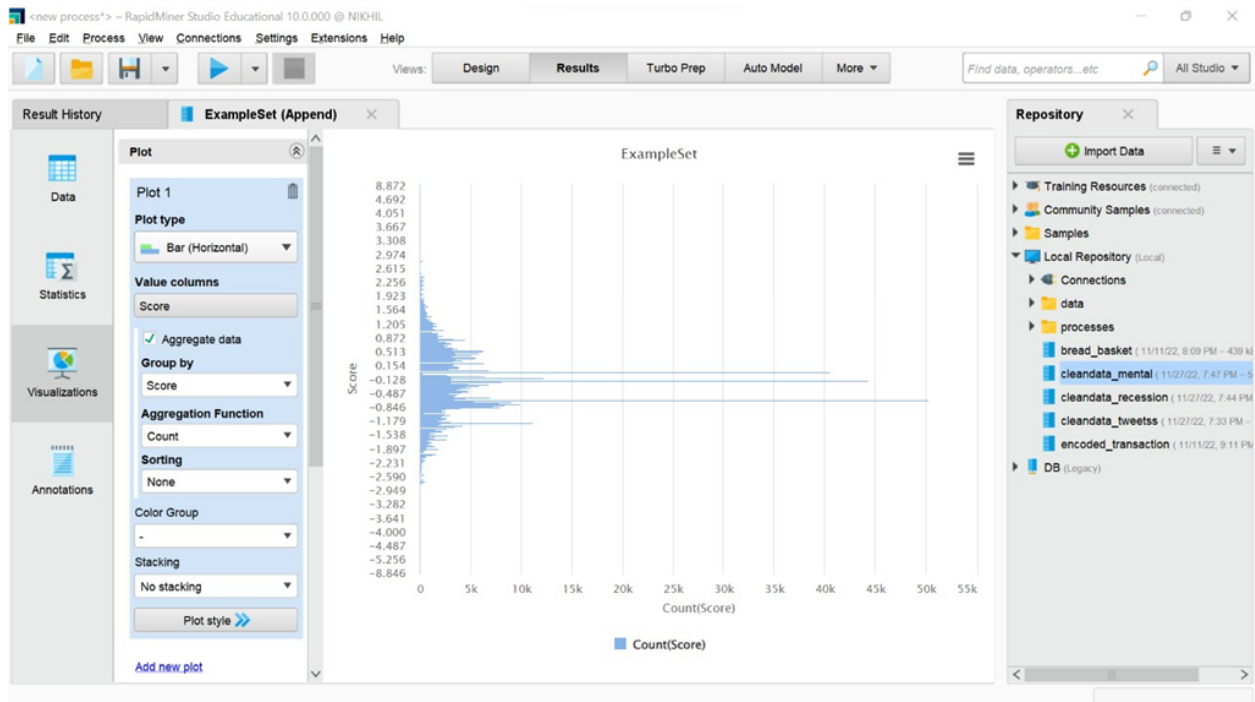 <new process*> – RapidMiner Studio Educational 10.0.000 @ NIKHIL
File Edit Process View Connections Settings Extensions Help
Views: Design Results Turbo Prep Auto Model More
Find data, operators...etc All Studio
Result History
ExampleSet (Append)
Data
Statistics
Visualizations
Annotations
Plot
Plot 1
Plot type
Bar (Horizontal)
Value columns
Score
Aggregate data
Group by
Score
Aggregation Function
Count
Sorting
None
Color Group
-
Stacking
No stacking
Plot style
Add new plot
ExampleSet
Score
8.872
4.692
4.051
3.667
3.308
2.974
2.615
2.256
1.923
1.564
1.205
0.872
0.513
0.154
−0.128
−0.487
−0.846
−1.179
−1.538
−1.897
−2.231
−2.590
−2.949
−3.282
−3.641
−4.000
−4.487
−5.256
−8.846
0 5k 10k 15k 20k 25k 30k 35k 40k 45k 50k 55k
Count(Score)
Count(Score)
Repository
Import Data
Training Resources (connected)
Community Samples (connected)
Samples
Local Repository (Local)
Connections
data
processes
bread_basket ( 11/11/22, 8:09 PM – 439 k
cleandata_mental ( 11/27/22, 7:47 PM – 5
cleandata_recession ( 11/27/22, 7:44 PM
cleandata_tweetss ( 11/27/22, 7:33 PM –
encoded_transaction ( 11/11/22, 9:11 PM
DB (Legacy)